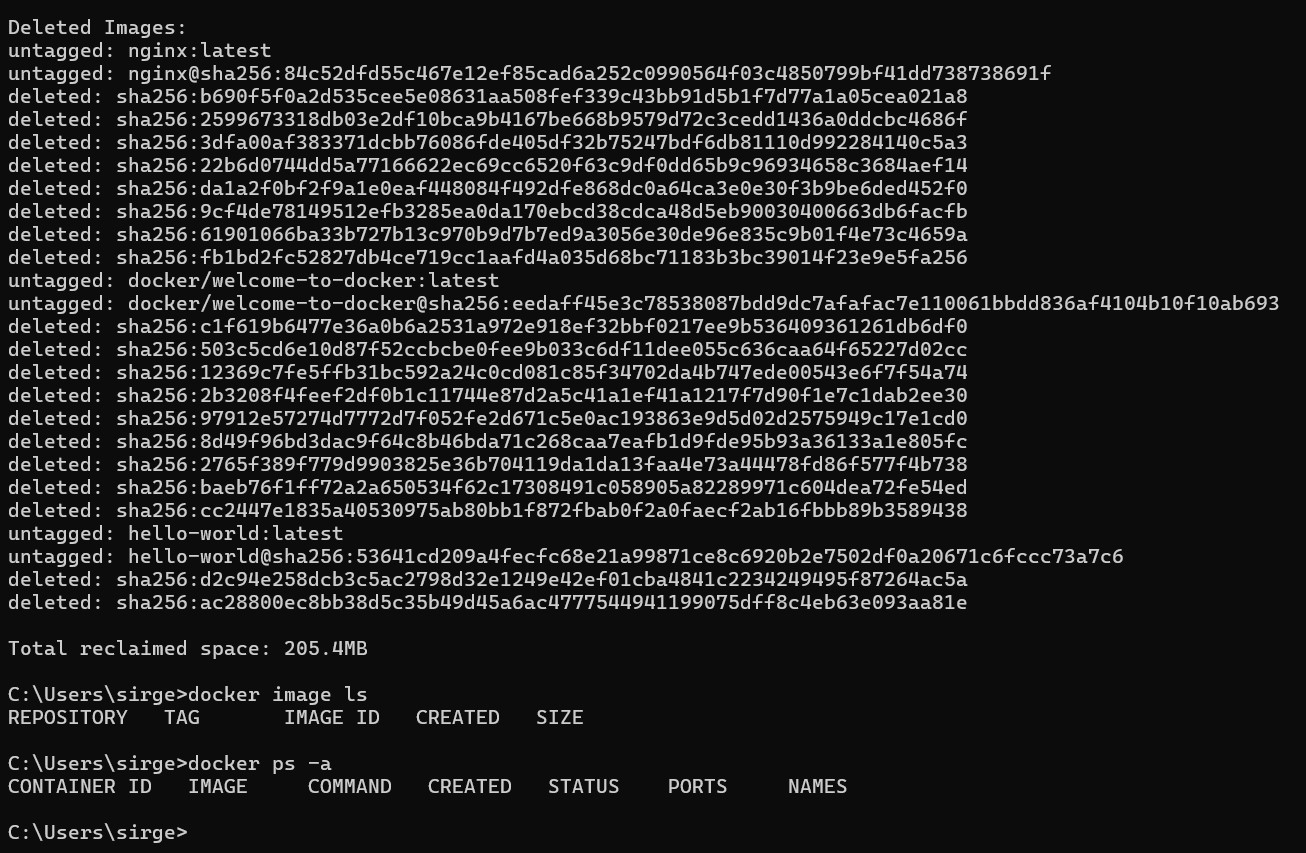 Deleted Images:
untagged: nginx:latest
untagged: nginx@sha256:84c52dfd55c467e12ef85cad6a252c0990564f03c4850799bf41dd738738691f
deleted: sha256:b690f5f0a2d535cee5e08631aa508fef339c43bb91d5b1f7d77a1a05cea021a8
deleted: sha256:2599673318db03e2df10bca9b4167be668b9579d72c3cedd1436a0ddcbc4686f
deleted: sha256:3dfa00af383371dcbb76086fde405df32b75247bdf6db81110d992284140c5a3
deleted: sha256:22b6d0744dd5a77166622ec69cc6520f63c9df0dd65b9c96934658c3684aef14
deleted: sha256:da1a2f0bf2f9a1e0eaf448084f492dfe868dc0a64ca3e0e30f3b9be6ded452f0
deleted: sha256:9cf4de78149512efb3285ea0da170ebcd38cdca48d5eb90030400663db6facfb
deleted: sha256:61901066ba33b727b13c970b9d7b7ed9a3056e30de96e835c9b01f4e73c4659a
deleted: sha256:fb1bd2fc52827db4ce719cc1aafd4a035d68bc71183b3bc39014f23e9e5fa256
untagged: docker/welcome-to-docker:latest
untagged: docker/welcome-to-docker@sha256:eedaff45e3c78538087bdd9dc7afafac7e110061bbdd836af4104b10f10ab693
deleted: sha256:c1f619b6477e36a0b6a2531a972e918ef32bbf0217ee9b536409361261db6df0
deleted: sha256:503c5cd6e10d87f52ccbcbe0fee9b033c6df11dee055c636caa64f65227d02cc
deleted: sha256:12369c7fe5ffb31bc592a24c0cd081c85f34702da4b747ede00543e6f7f54a74
deleted: sha256:2b3208f4feef2df0b1c11744e87d2a5c41a1ef41a1217f7d90f1e7c1dab2ee30
deleted: sha256:97912e57274d7772d7f052fe2d671c5e0ac193863e9d5d02d2575949c17e1cd0
deleted: sha256:8d49f96bd3dac9f64c8b46bda71c268caa7eafb1d9fde95b93a36133a1e805fc
deleted: sha256:2765f389f779d9903825e36b704119da1da13faa4e73a44478fd86f577f4b738
deleted: sha256:baeb76f1ff72a2a650534f62c17308491c058905a82289971c604dea72fe54ed
deleted: sha256:cc2447e1835a40530975ab80bb1f872fbab0f2a0faecf2ab16fbbb89b3589438
untagged: hello-world:latest
untagged: hello-world@sha256:53641cd209a4fecfc68e21a99871ce8c6920b2e7502df0a20671c6fccc73a7c6
deleted: sha256:d2c94e258dcb3c5ac2798d32e1249e42ef01cba4841c2234249495f87264ac5a
deleted: sha256:ac28800ec8bb38d5c35b49d45a6ac4777544941199075dff8c4eb63e093aa81e
Total reclaimed space: 205.4MB
C:\Users\sirge>docker image ls
REPOSITORY   TAG       IMAGE ID   CREATED   SIZE
C:\Users\sirge>docker ps -a
CONTAINER ID   IMAGE     COMMAND   CREATED   STATUS    PORTS     NAMES
C:\Users\sirge>